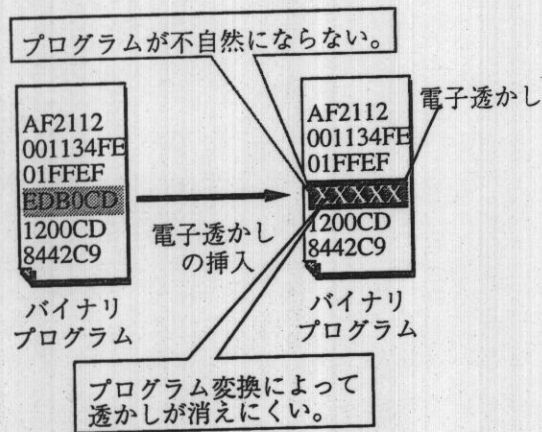 プログラムが不自然にならない。
AF2112
001134FE
01FFEF
EDB0CD
1200CD
8442C9
バイナリ
プログラム
電子透かし
の挿入
電子透かし
AF2112
001134FE
01FFEF
XXXXX
1200CD
8442C9
バイナリ
プログラム
プログラム変換によって
透かしが消えにくい。